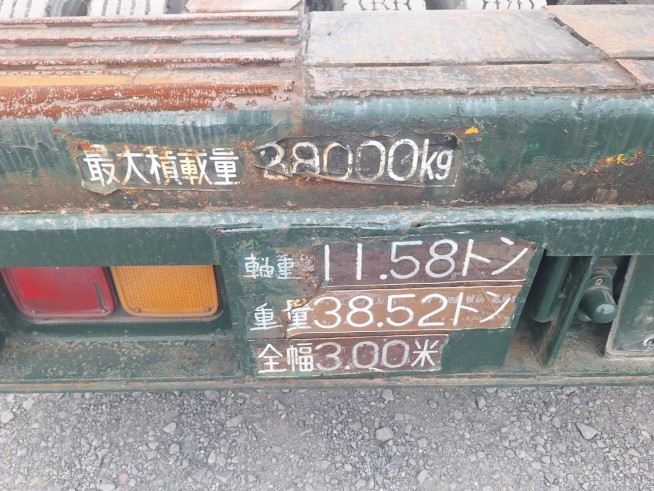 最大積載量 38000kg
軸重 11.58トン
重量 38.52トン
全幅 3.00米